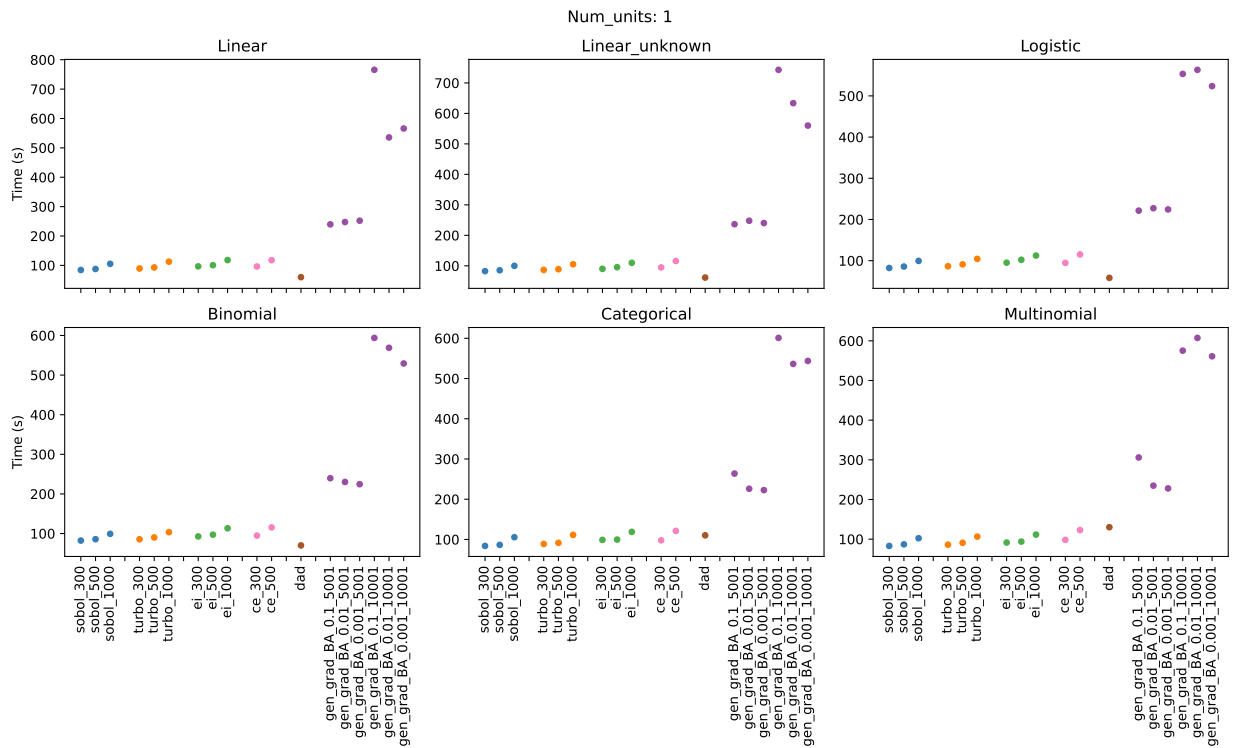 Num_units: 1
Linear
Linear_unknown
Logistic
Time (s)
800
700
600
500
400
300
200
100
700
600
500
400
300
200
100
500
400
300
200
100
Binomial
Categorical
Multinomial
Time (s)
600
500
400
300
200
100
600
500
400
300
200
100
600
500
400
300
200
100
sobol_300
sobol_500
sobol_1000
turbo_300
turbo_500
turbo_1000
ei_300
ei_500
ei_1000
ce_300
ce_500
dad
gen_grad_BA_0.1_5001
gen_grad_BA_0.01_5001
gen_grad_BA_0.001_5001
gen_grad_BA_0.1_10001
gen_grad_BA_0.01_10001
gen_grad_BA_0.001_10001
sobol_300
sobol_500
sobol_1000
turbo_300
turbo_500
turbo_1000
ei_300
ei_500
ei_1000
ce_300
ce_500
dad
gen_grad_BA_0.1_5001
gen_grad_BA_0.01_5001
gen_grad_BA_0.001_5001
gen_grad_BA_0.1_10001
gen_grad_BA_0.01_10001
gen_grad_BA_0.001_10001
sobol_300
sobol_500
sobol_1000
turbo_300
turbo_500
turbo_1000
ei_300
ei_500
ei_1000
ce_300
ce_500
dad
gen_grad_BA_0.1_5001
gen_grad_BA_0.01_5001
gen_grad_BA_0.001_5001
gen_grad_BA_0.1_10001
gen_grad_BA_0.01_10001
gen_grad_BA_0.001_10001